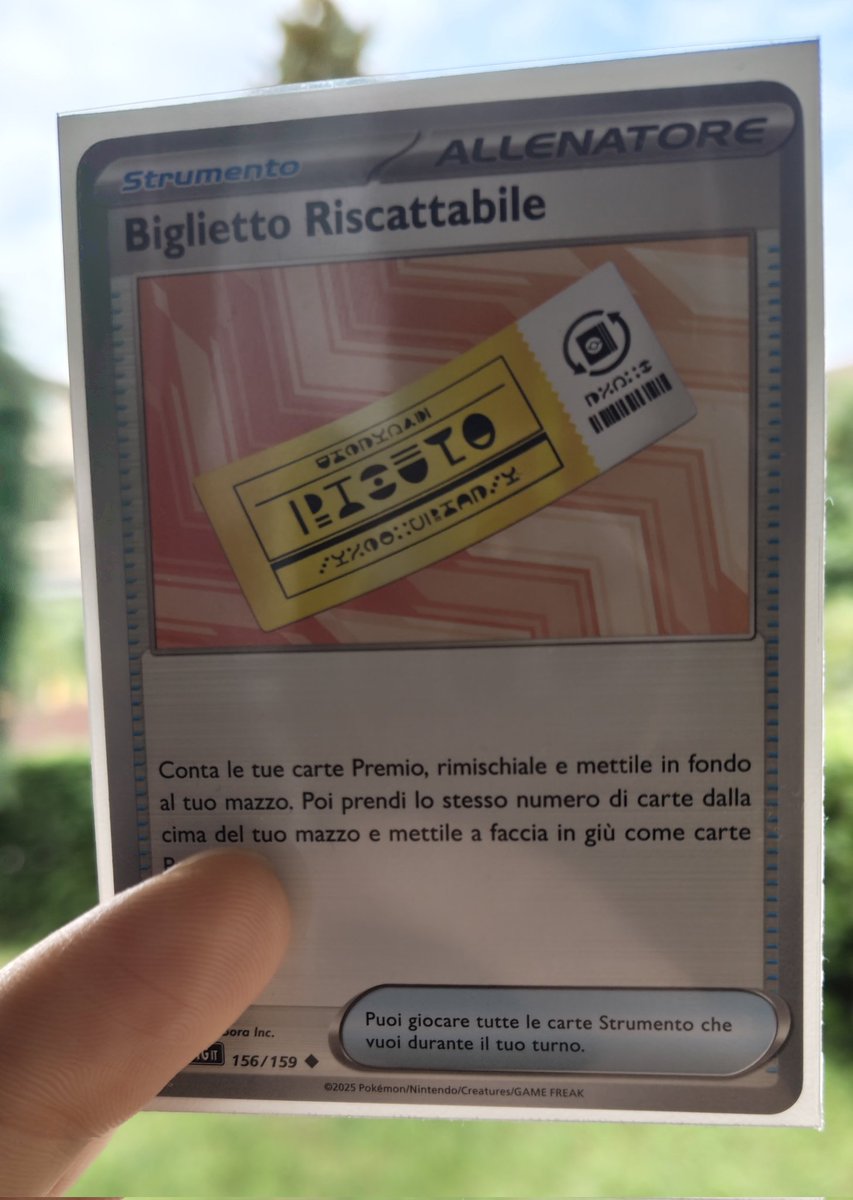 Strumento
ALLENATORE
Biglietto Riscattabile
Conta le tue carte Premio, rimischiale e mettile in fondo
al tuo mazzo. Poi prendi lo stesso numero di carte dalla
cima del tuo mazzo e mettile a faccia in giù come carte
Puoi giocare tutte le carte Strumento che
vuoi durante il tuo turno.
Inc.
IT 156/159
©2025 Pokémon/Nintendo/Creatures/GAME FREAK